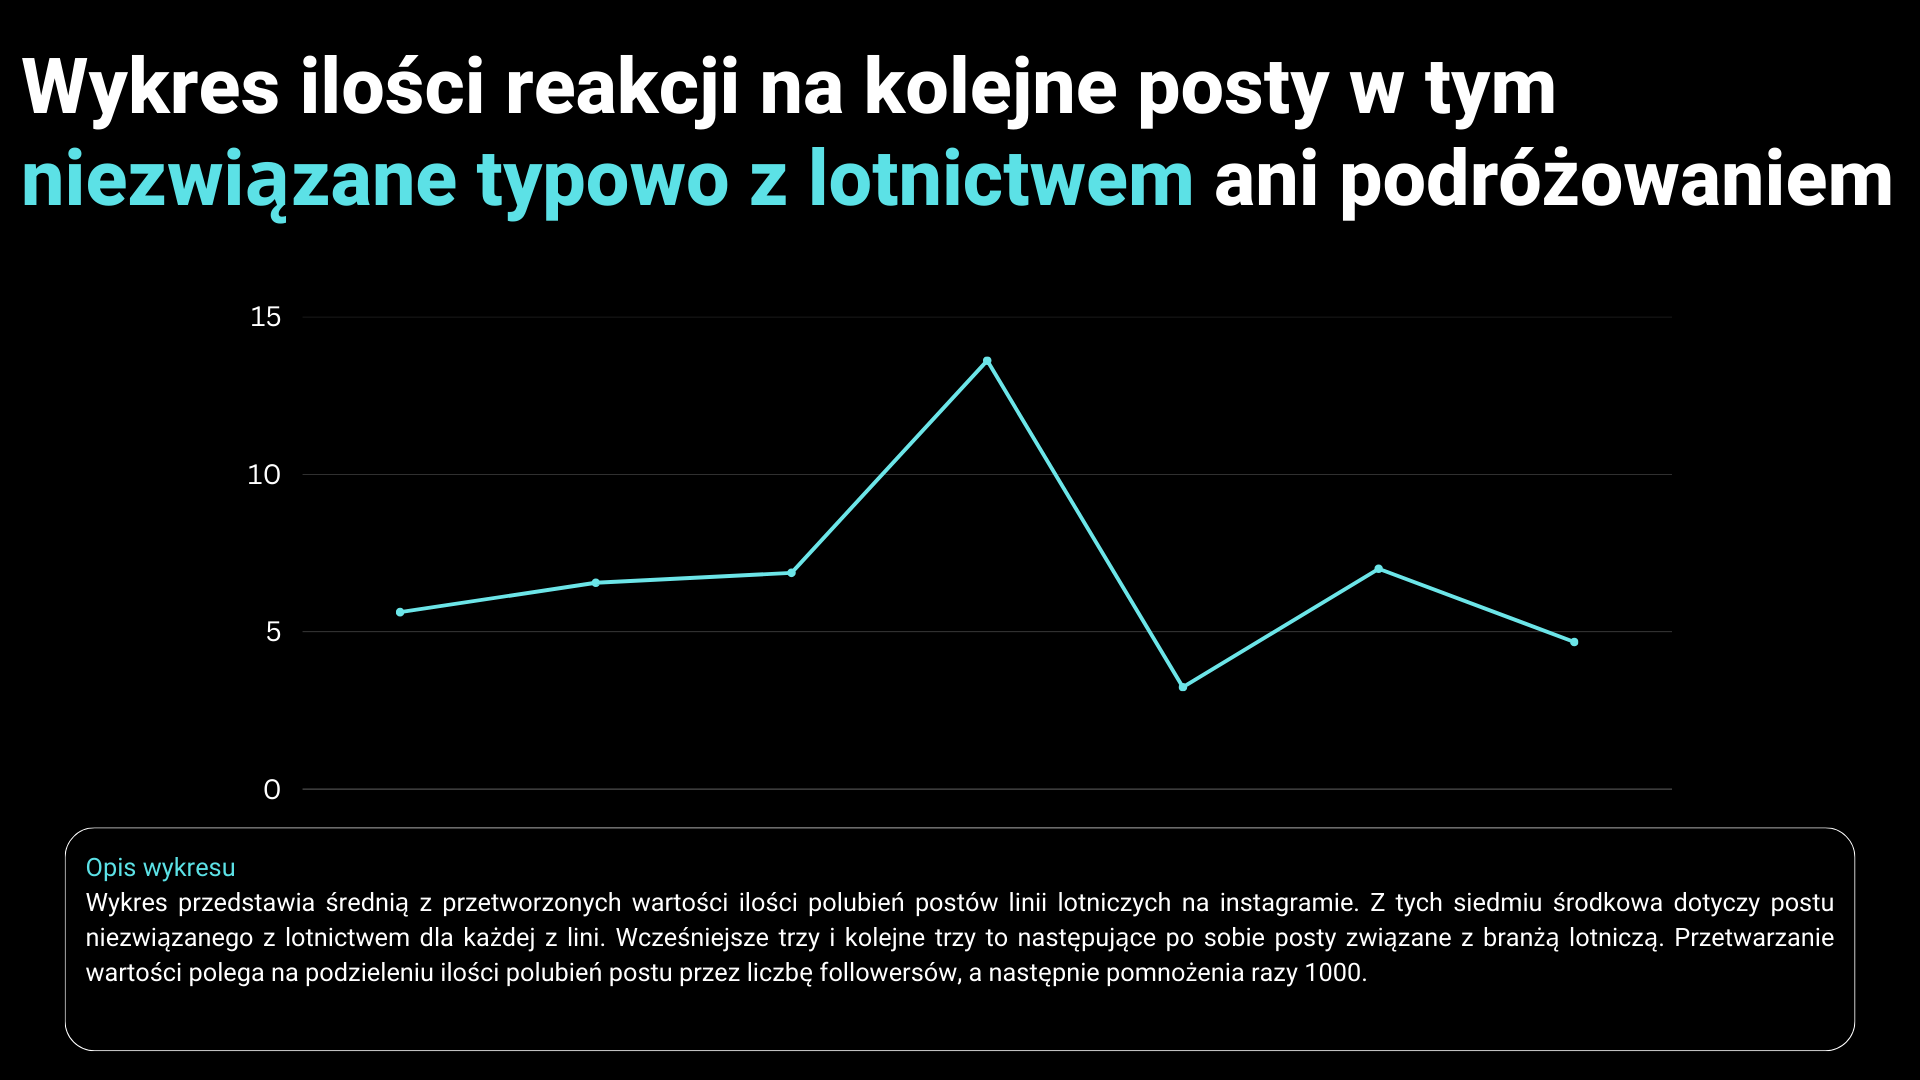 Wykres ilości reakcji na kolejne posty w tym
niezwiązane typowo z lotnictwem ani podróżowaniem
15
10
5
0
Opis wykresu
Wykres przedstawia średnią z przetworzonych wartości ilości polubień postów linii lotniczych na instagramie. Z tych siedmiu środkowa dotyczy postu
niezwiązanego z lotnictwem dla każdej z lini. Wcześniejsze trzy i kolejne trzy to następujące po sobie posty związane z branżą lotniczą. Przetwarzanie
wartości polega na podzieleniu ilości polubień postu przez liczbę followersów, a następnie pomnożenia razy 1000.